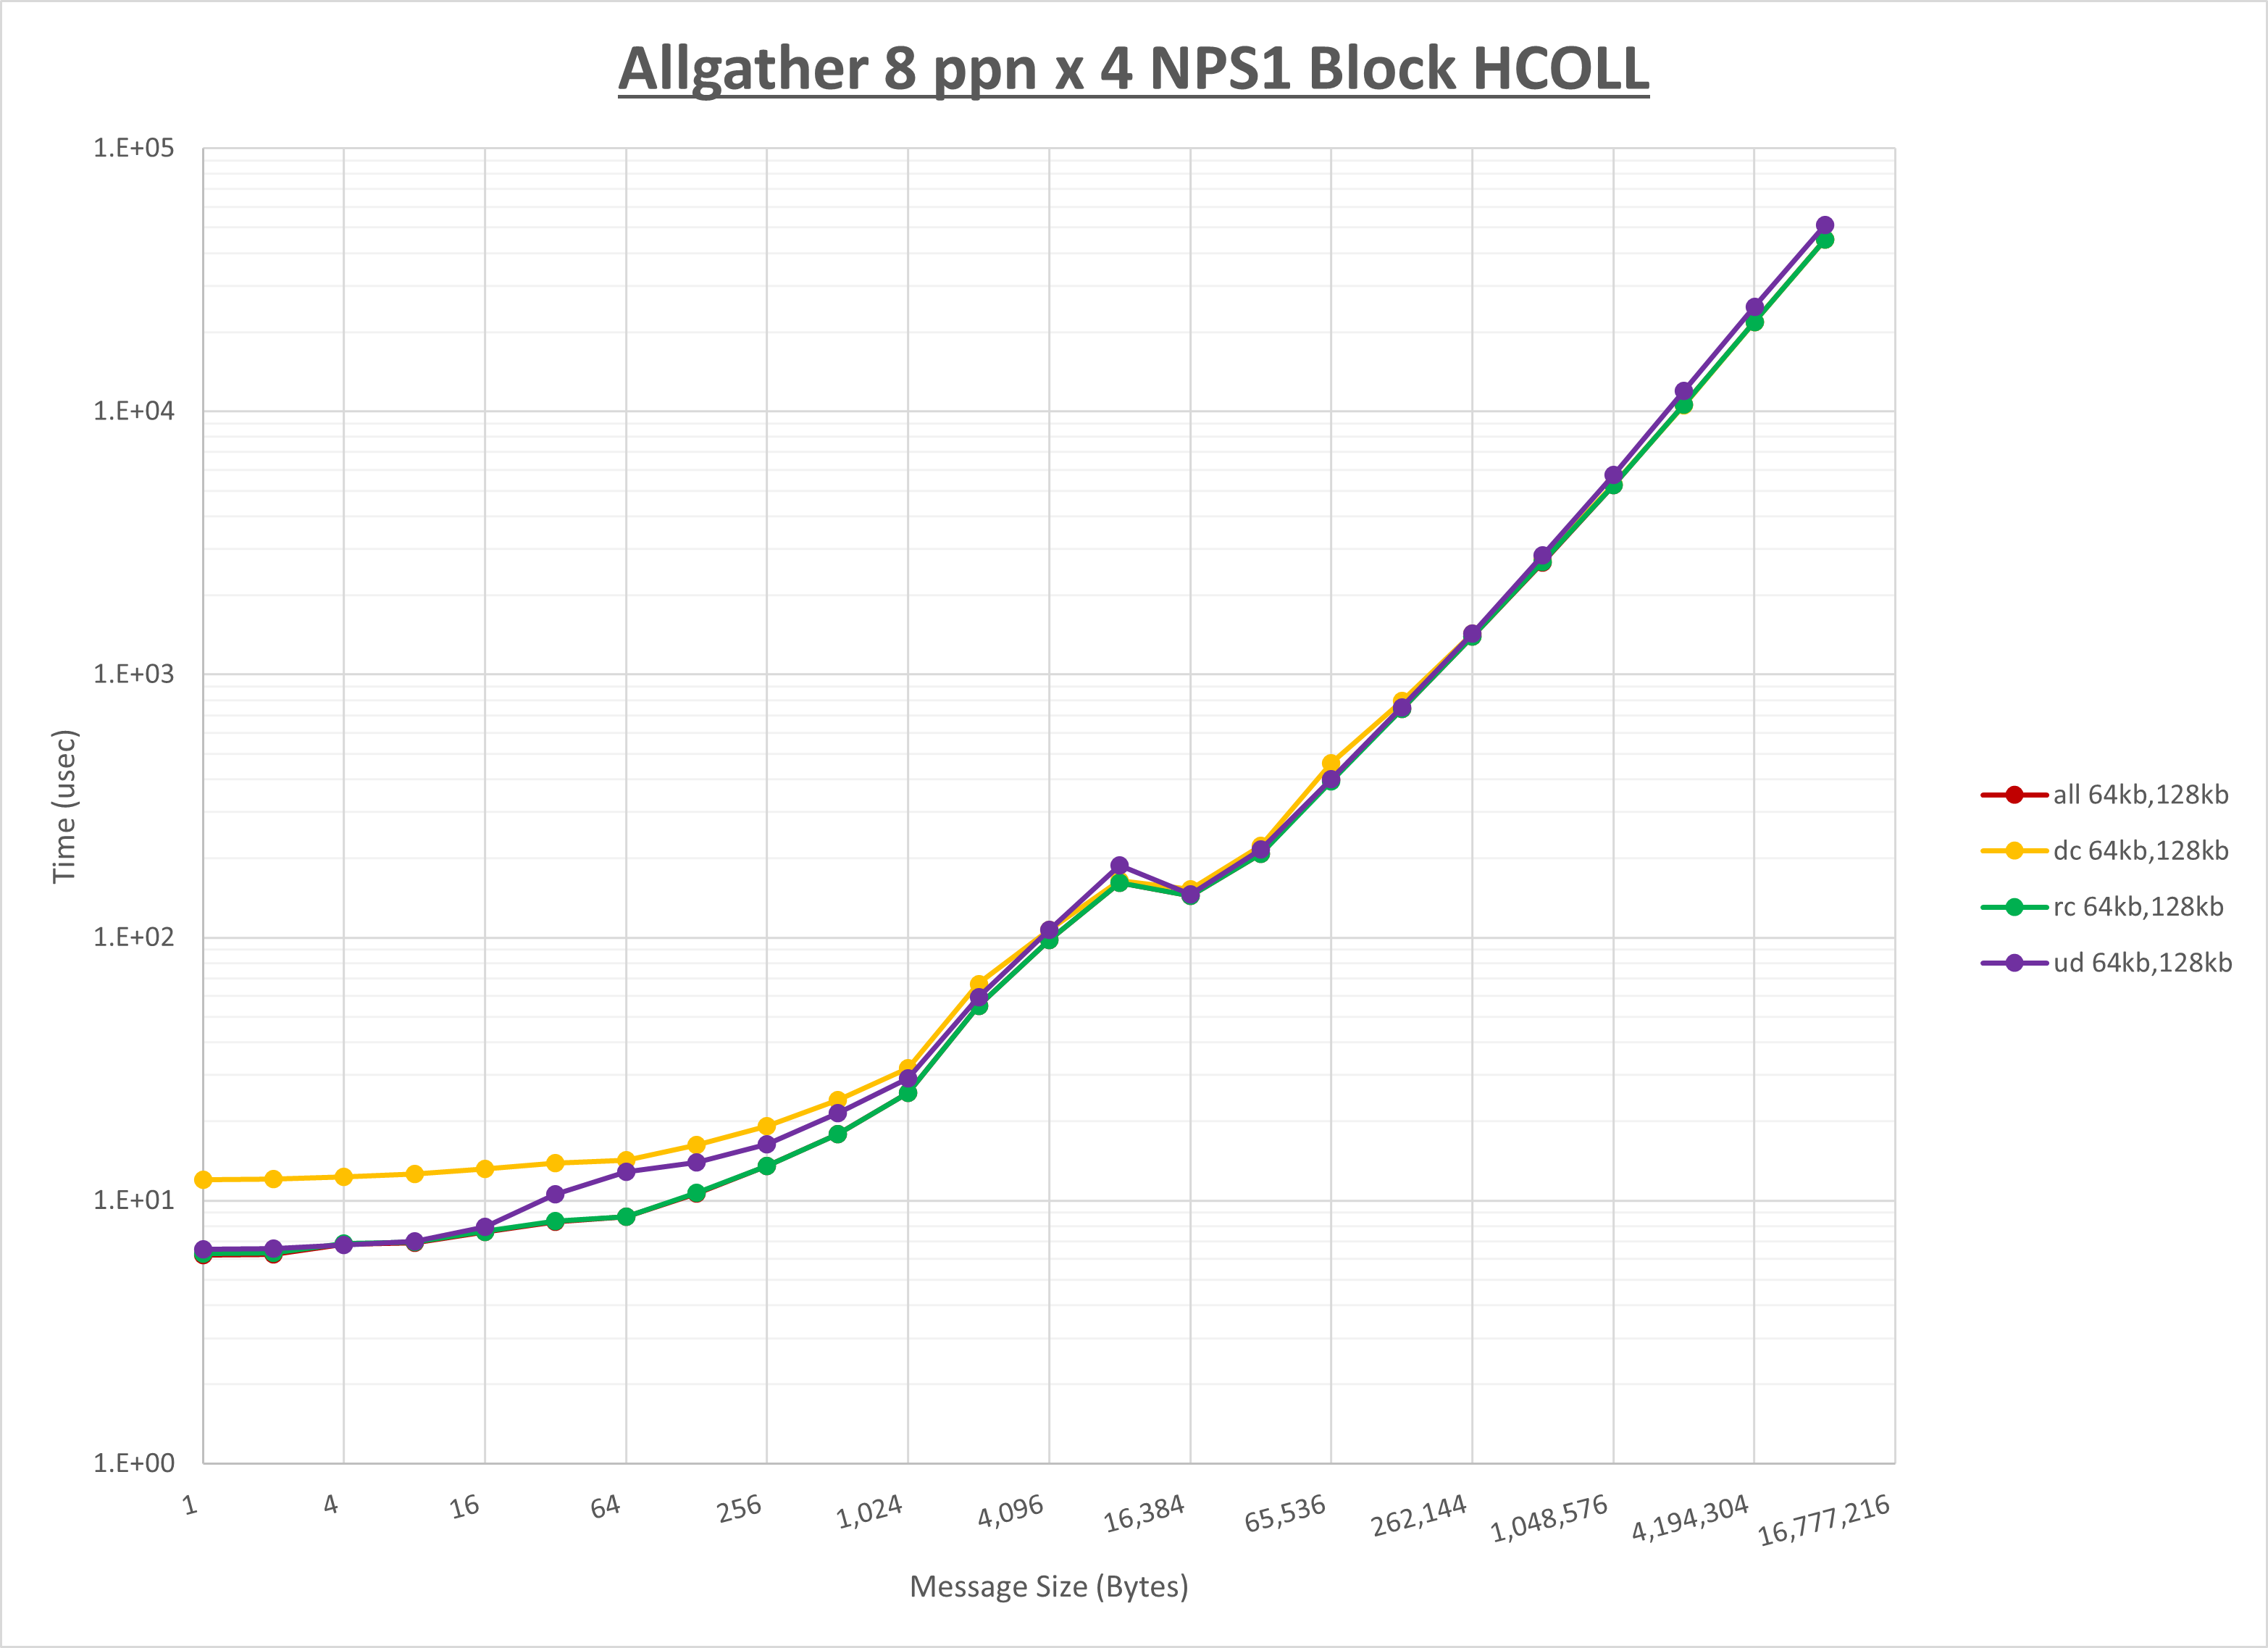 Allgather 8 ppn x 4 NPS1 Block HCOLL
1.E+05
1.E+04
1.E+03
1.E+02
1.E+01
1.E+00
Time (usec)
1
4
16
64
256
1,024
4,096
16,384
65,536
262,144
1,048,576
4,194,304
16,777,216
Message Size (Bytes)
all 64kb,128kb
dc 64kb,128kb
rc 64kb,128kb
ud 64kb,128kb